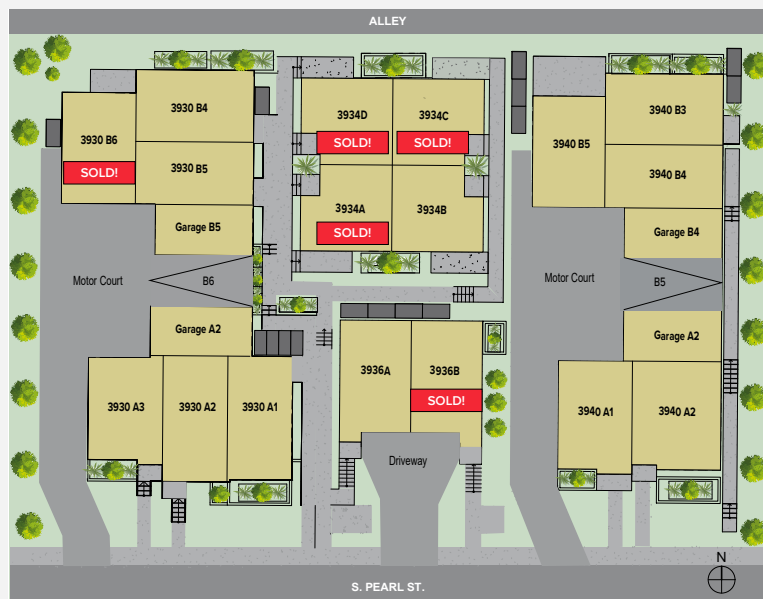 ALLEY
3930 B4
3930 B6
SOLD!
3930 B5
Garage B5
Motor Court
B6
Garage A2
3930 A3
3930 A2
3930 A1
3934D
SOLD!
3934C
SOLD!
3934A
SOLD!
3934B
3936A
3936B
SOLD!
Driveway
3940 B3
3940 B5
3940 B4
Garage B4
Motor Court
B5
Garage A2
3940 A1
3940 A2
N
S. PEARL ST.